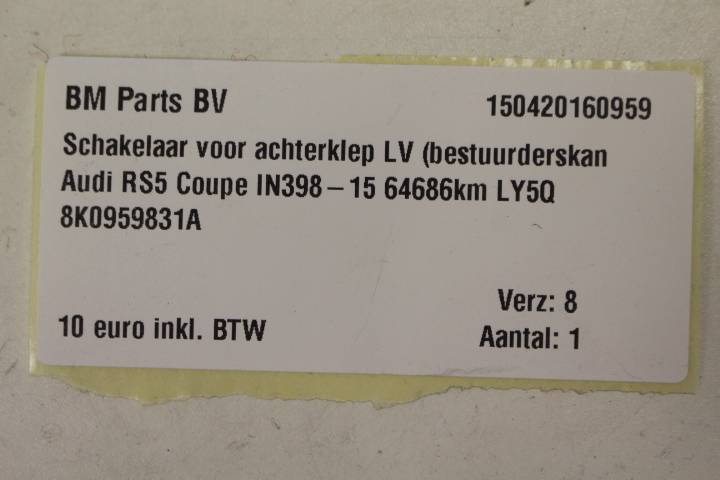 BM Parts BV 150420160959
Schakelaar voor achterklep LV (bestuurderskan
Audi RS5 Coupe IN398-15 64686km LY5Q
8K0959831A
Verz: 8
10 euro inkl. BTW Aantal: 1